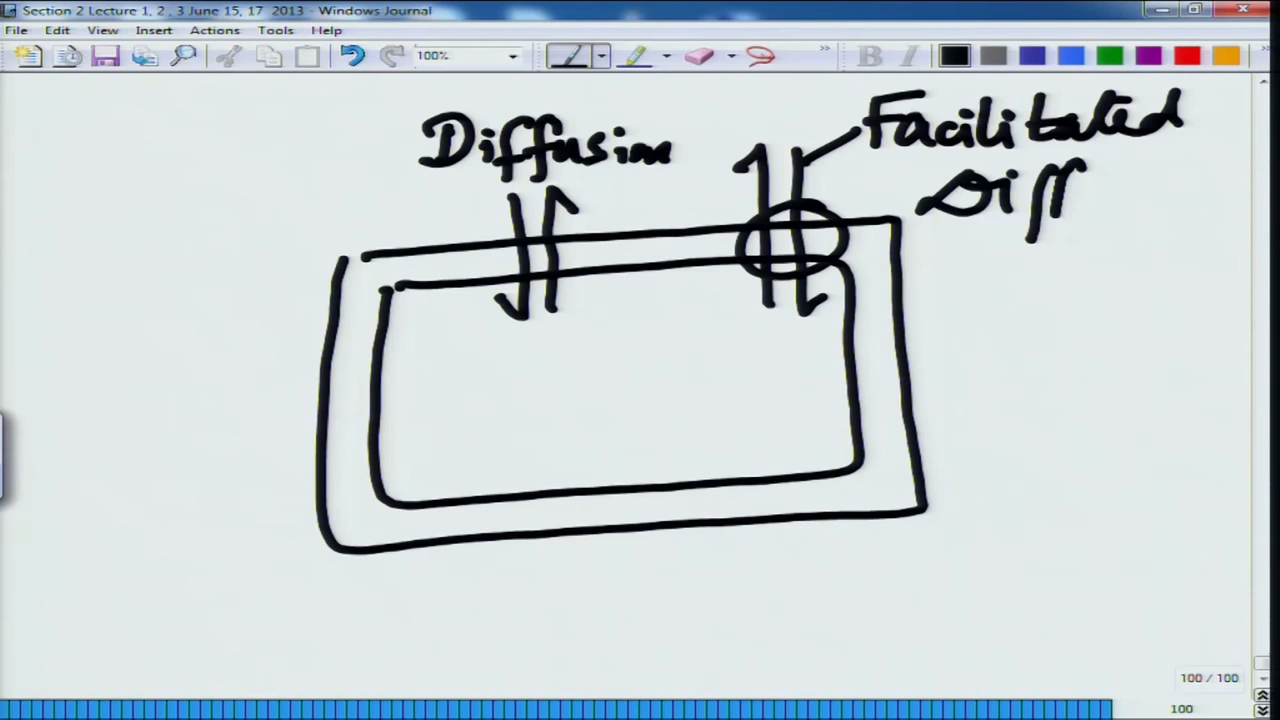 Section 2 Lecture 1, 2 , 3 June 15, 17 2013 - Windows Journal
File Edit View Insert Actions Tools Help
100% B I
Diffusion Facilitated
Diff
100 / 100
100